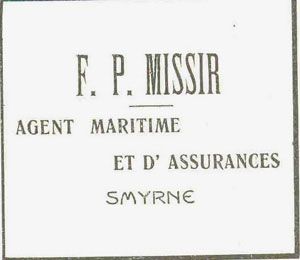 F. P. MISSIR
AGENT MARITIME
ET D' ASSURANCES
SMYRNE